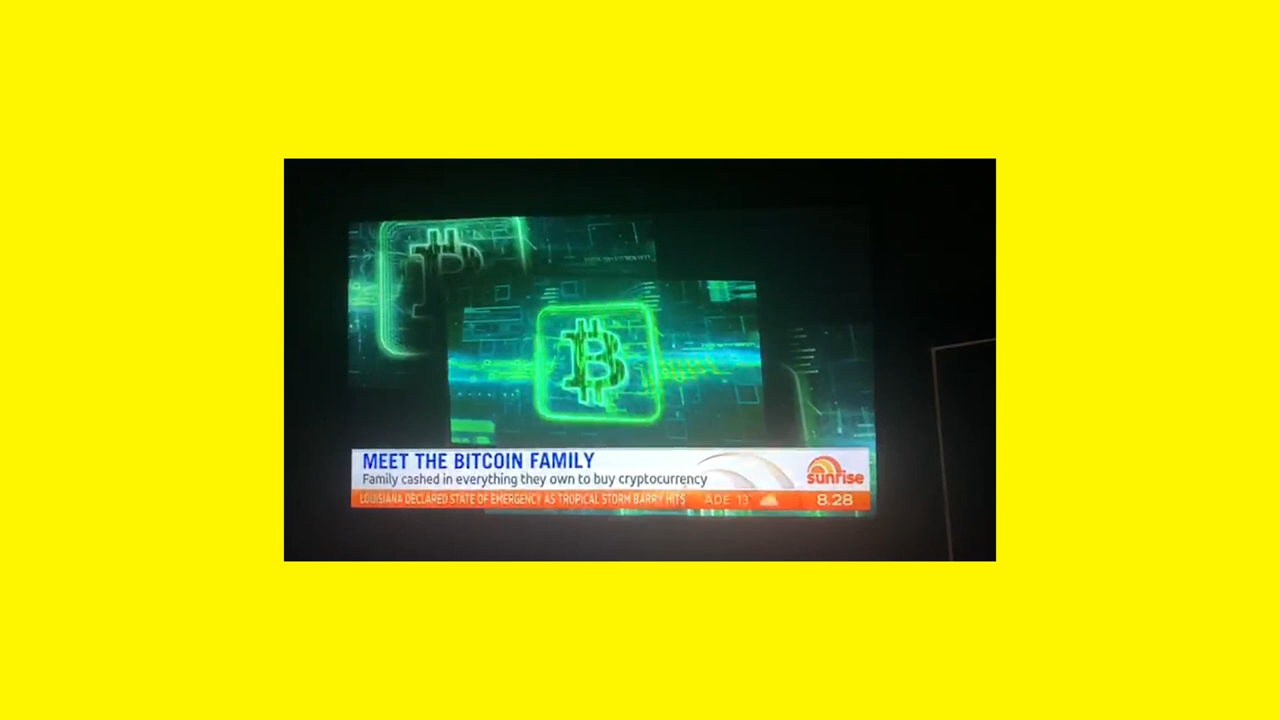 MEET THE BITCOIN FAMILY
Family cashed in everything they own to buy cryptocurrency
sunrise
LOUISIANA DECLARED STATE OF EMERGENCY AS TROPICAL STORM BARRY HITS
ADE 13°
8.28